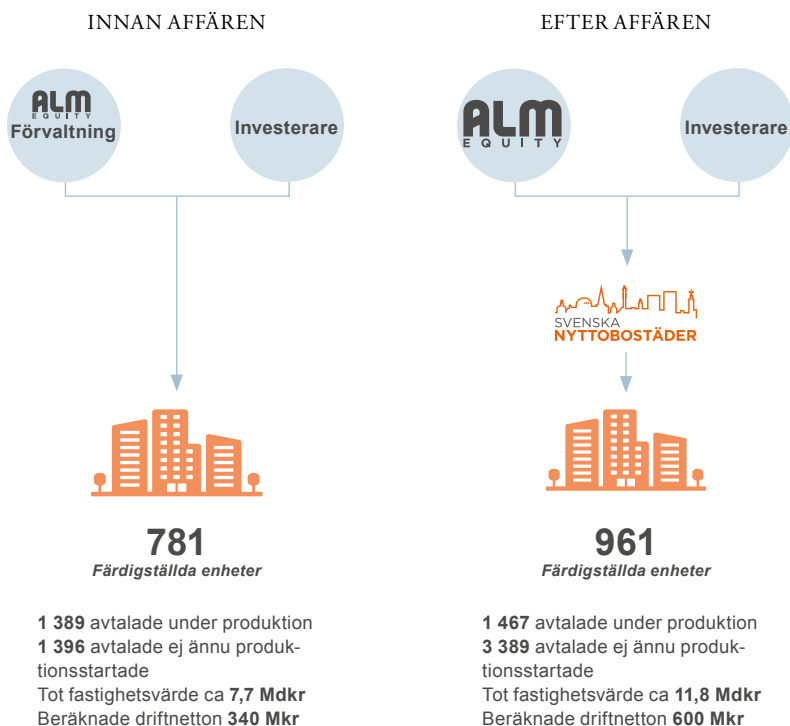 INNAN AFFÄREN
ALM
EQUITY
Förvaltning
Investerare
781
Färdigställda enheter
1 389 avtalade under produktion
1 396 avtalade ej ännu produk-
tionsstartade
Tot fastighetsvärde ca 7,7 Mdkr
Beräknade driftnetton 340 Mkr
EFTER AFFÄREN
ALM
EQUITY
Investerare
SVENSKA
NYTTOBOSTÄDER
961
Färdigställda enheter
1 467 avtalade under produktion
3 389 avtalade ej ännu produk-
tionsstartade
Tot fastighetsvärde ca 11,8 Mdkr
Beräknade driftnetton 600 Mkr